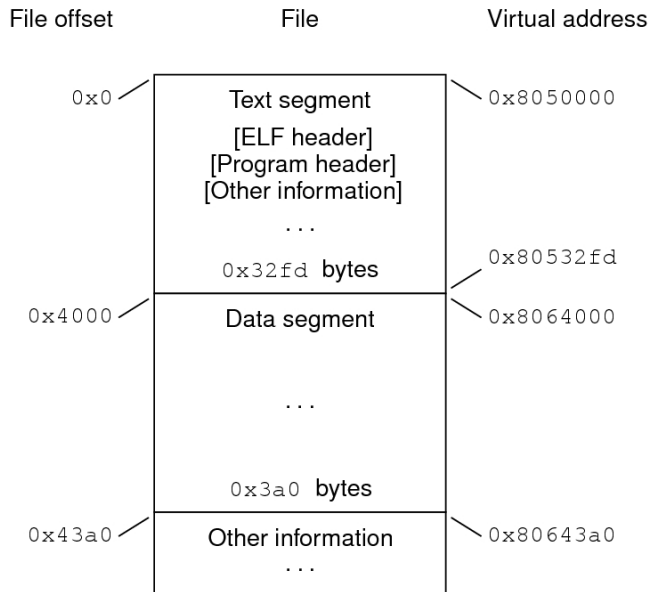 File offset File Virtual address
0x0 Text segment 0x8050000
[ELF header]
[Program header]
[Other information]
...
0x32fd bytes 0x80532fd
0x4000 Data segment 0x8064000
...
0x3a0 bytes
0x43a0 Other information 0x80643a0
...